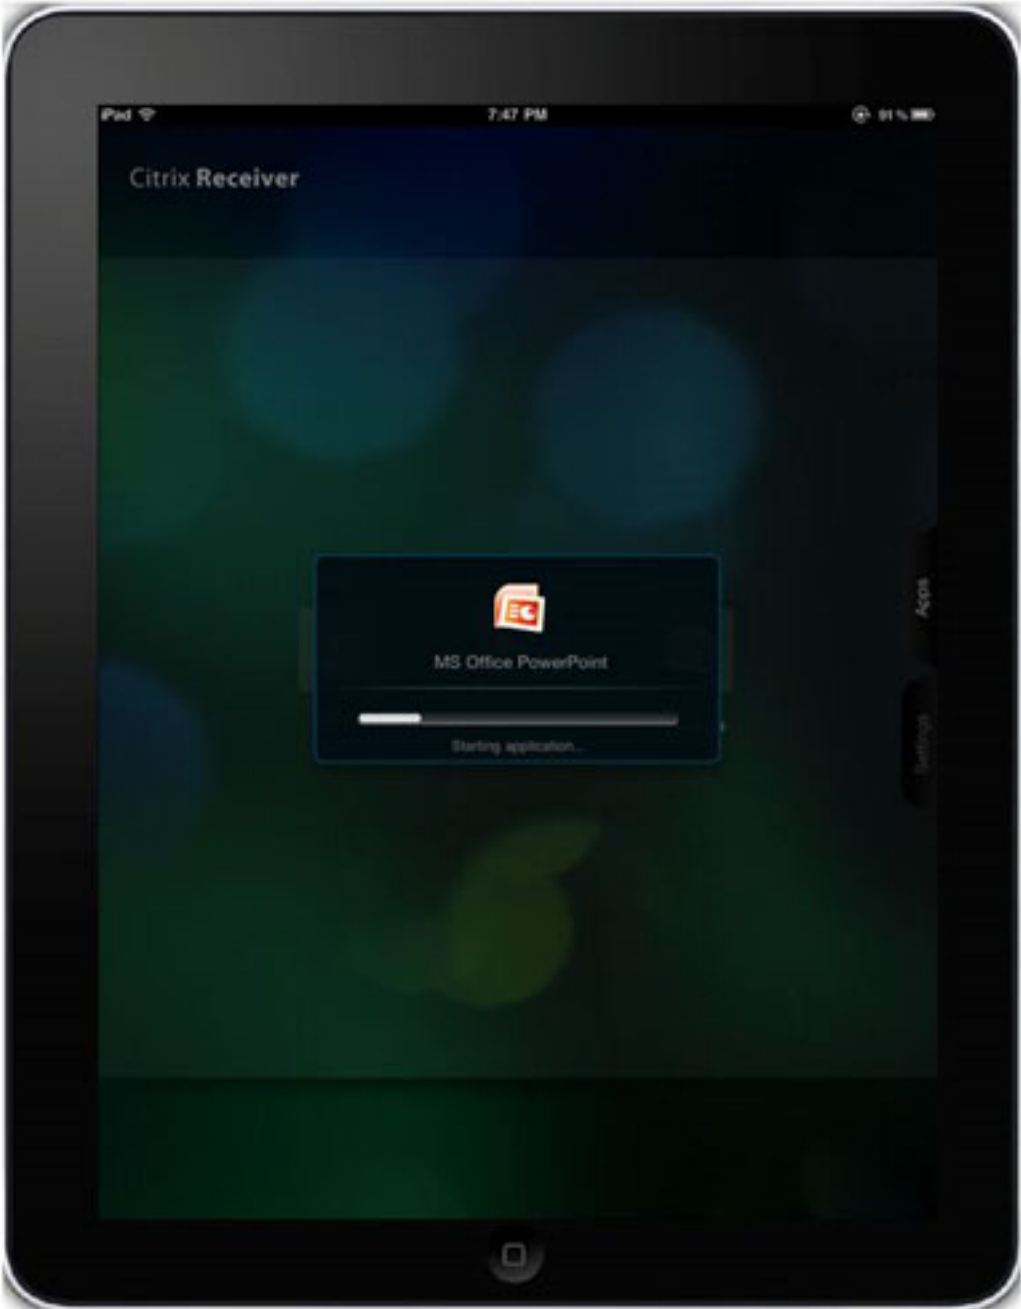 iPad
7:47 PM
91%
Citrix Receiver
MS Office PowerPoint
Starting application...
Apps
Settings